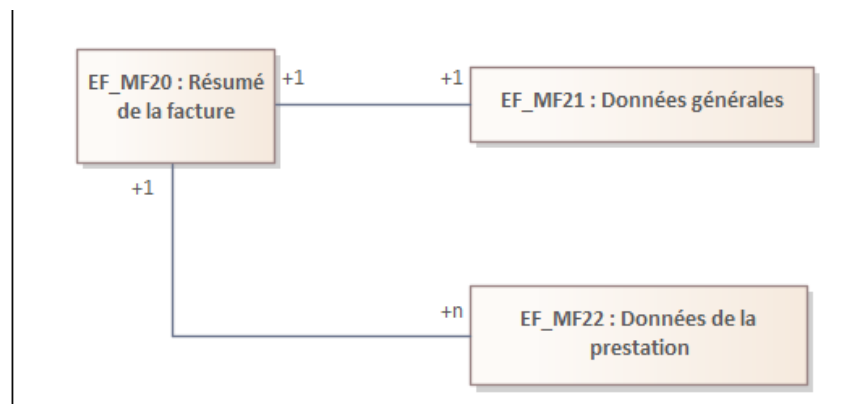 EF_MF20 : Résumé
de la facture
+1
+1
EF_MF21 : Données générales
+1
+n
EF_MF22 : Données de la
prestation